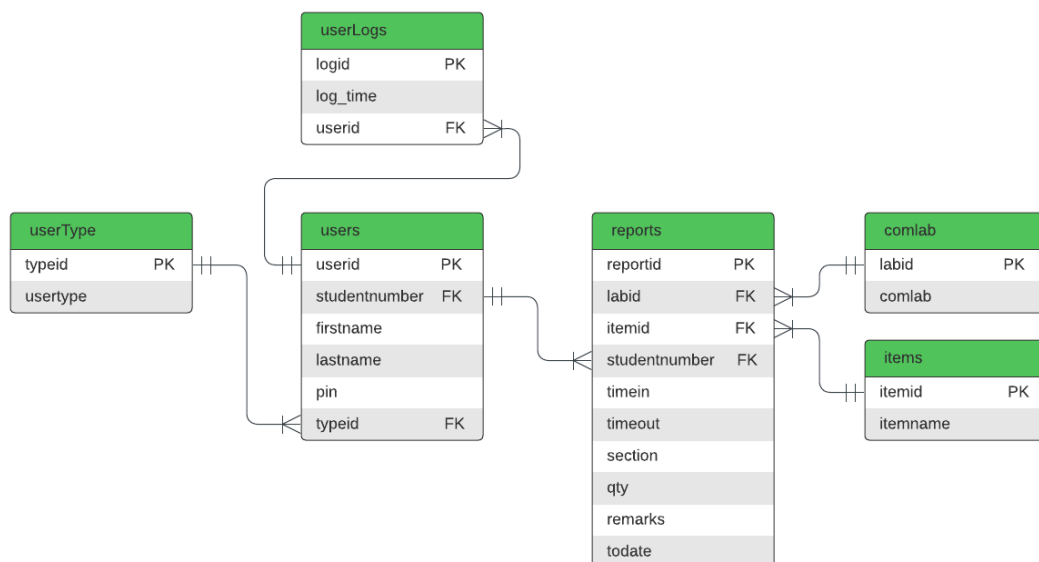 userLogs
logid PK
log_time
userid FK
userType
typeid PK
usertype
users
userid PK
studentnumber FK
firstname
lastname
pin
typeid FK
reports
reportid PK
labid FK
itemid FK
studentnumber FK
timein
timeout
section
qty
remarks
todate
comlab
labid PK
comlab
items
itemid PK
itemname